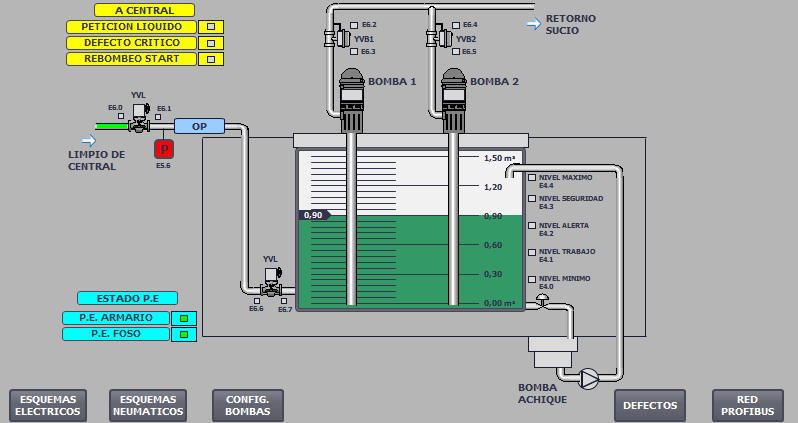 A CENTRAL
PETICION LIQUIDO
DEFECTO CRITICO
REBOMBEO START
E6.2
YVB1
E6.3
E6.4
YVB2
E6.5
RETORNO
SUCIO
BOMBA 1
BOMBA 2
YVL
E6.0
E6.1
OP
P
E5.6
LIMPIO DE
CENTRAL
1,50 m³
1,20
0,90
0,90
0,60
0,30
0,00 m³
NIVEL MAXIMO
E4.4
NIVEL SEGURIDAD
E4.3
NIVEL ALERTA
E4.2
NIVEL TRABAJO
E4.1
NIVEL MINIMO
E4.0
YVL
E6.6
E6.7
ESTADO P.E
P.E. ARMARIO
P.E. FOSO
BOMBA
ACHIQUE
ESQUEMAS
ELECTRICOS
ESQUEMAS
NEUMATICOS
CONFIG.
BOMBAS
DEFECTOS
RED
PROFIBUS